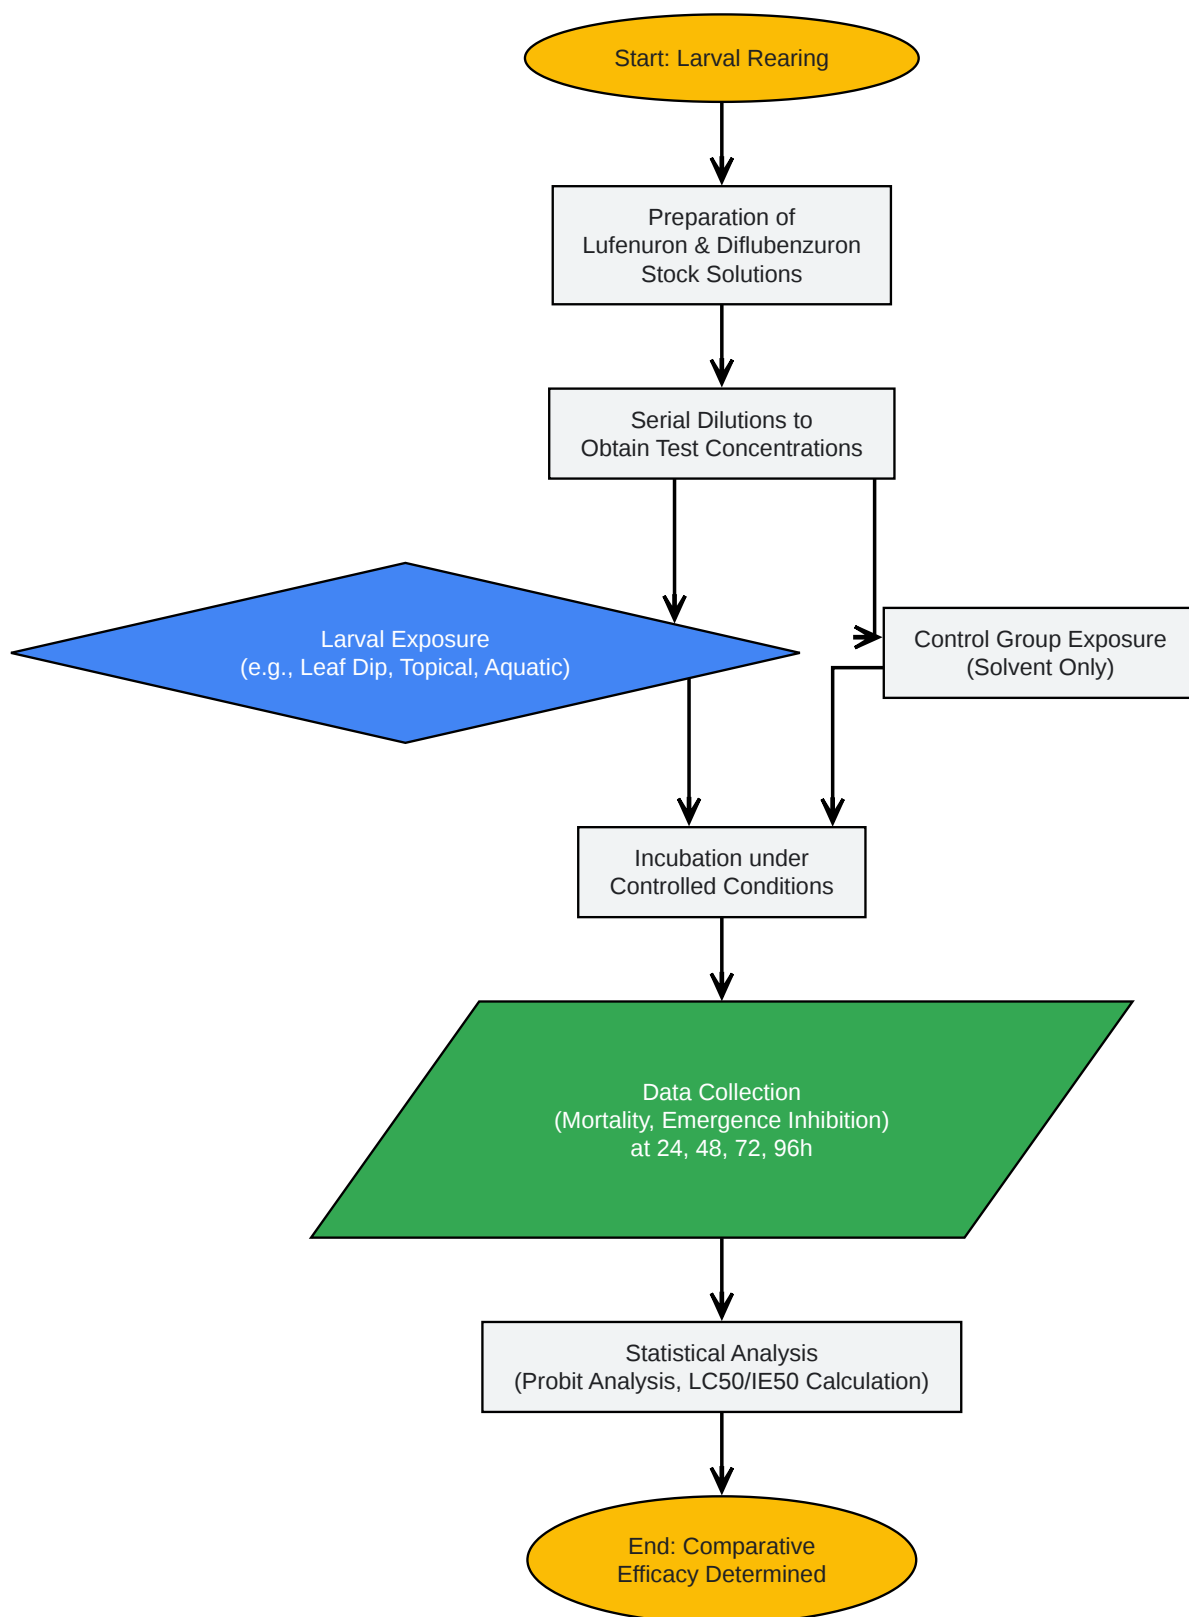 Start: Larval Rearing
Preparation of
Lufenuron & Diflubenzuron
Stock Solutions
Serial Dilutions to
Obtain Test Concentrations
Larval Exposure
(e.g., Leaf Dip, Topical, Aquatic)
Control Group Exposure
(Solvent Only)
Incubation under
Controlled Conditions
Data Collection
(Mortality, Emergence Inhibition)
at 24, 48, 72, 96h
Statistical Analysis
(Probit Analysis, LC50/IE50 Calculation)
End: Comparative
Efficacy Determined